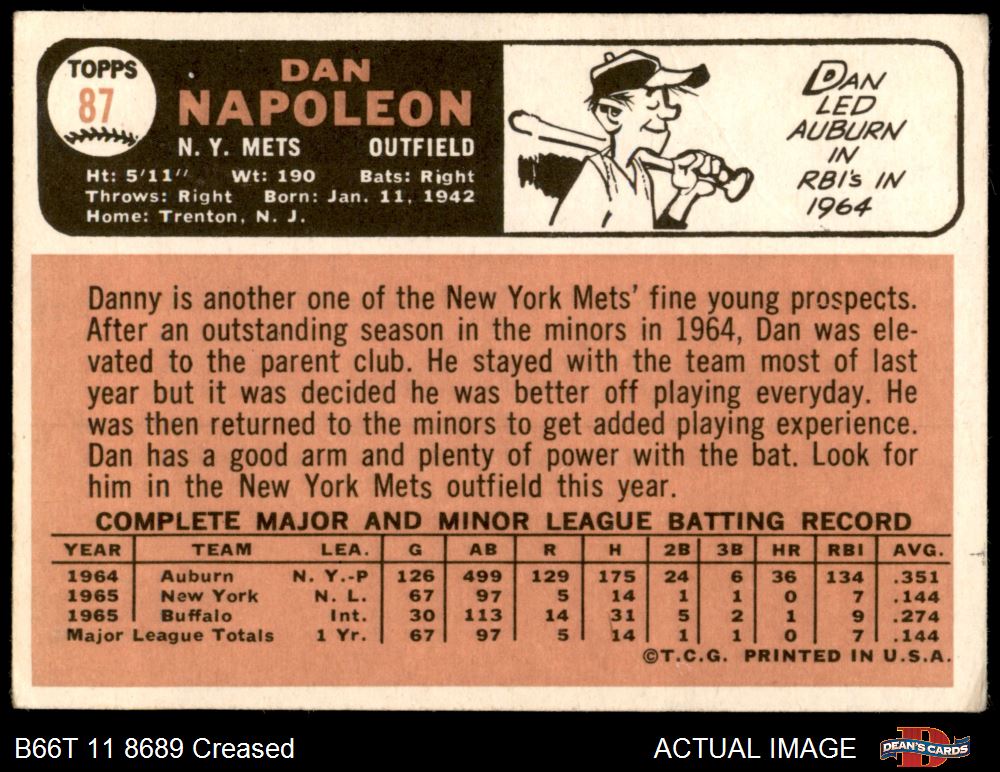 TOPPS
87
DAN
NAPOLEON
N. Y. METS OUTFIELD
Ht: 5'11" Wt: 190 Bats: Right
Throws: Right Born: Jan. 11, 1942
Home: Trenton, N. J.
DAN
LED
AUBURN
IN
RBI'S IN
1964
Danny is another one of the New York Mets' fine young prospects.
After an outstanding season in the minors in 1964, Dan was ele-
vated to the parent club. He stayed with the team most of last
year but it was decided he was better off playing everyday. He
was then returned to the minors to get added playing experience.
Dan has a good arm and plenty of power with the bat. Look for
him in the New York Mets outfield this year.
COMPLETE MAJOR AND MINOR LEAGUE BATTING RECORD
YEAR TEAM LEA. G AB R H 2B 3B HR RBI AVG.
1964 Auburn N. Y.-P 126 499 129 175 24 6 36 134 .351
1965 New York N. L. 67 97 5 14 1 1 0 7 .144
1965 Buffalo Int. 30 113 14 31 5 2 1 9 .274
Major League Totals 1 Yr. 67 97 5 14 1 1 0 7 .144
©T.C.G. PRINTED IN U.S.A.
B66T 11 8689 Creased ACTUAL IMAGE DEAN'S CARDS